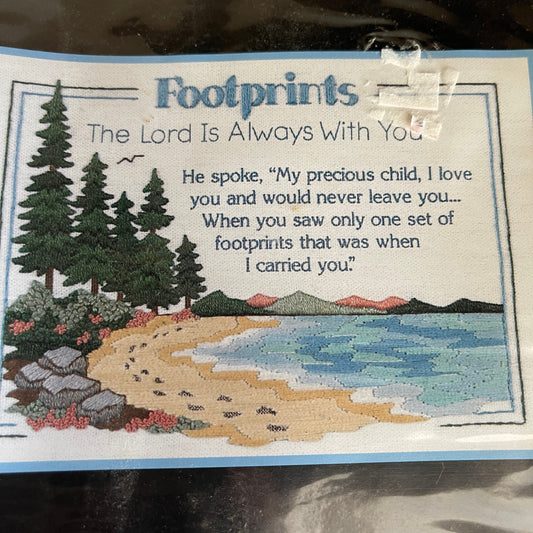 Footprints
The Lord Is Always With You
He spoke, "My precious child, I love
you and would never leave you...
When you saw only one set of
footprints that was when
I carried you."